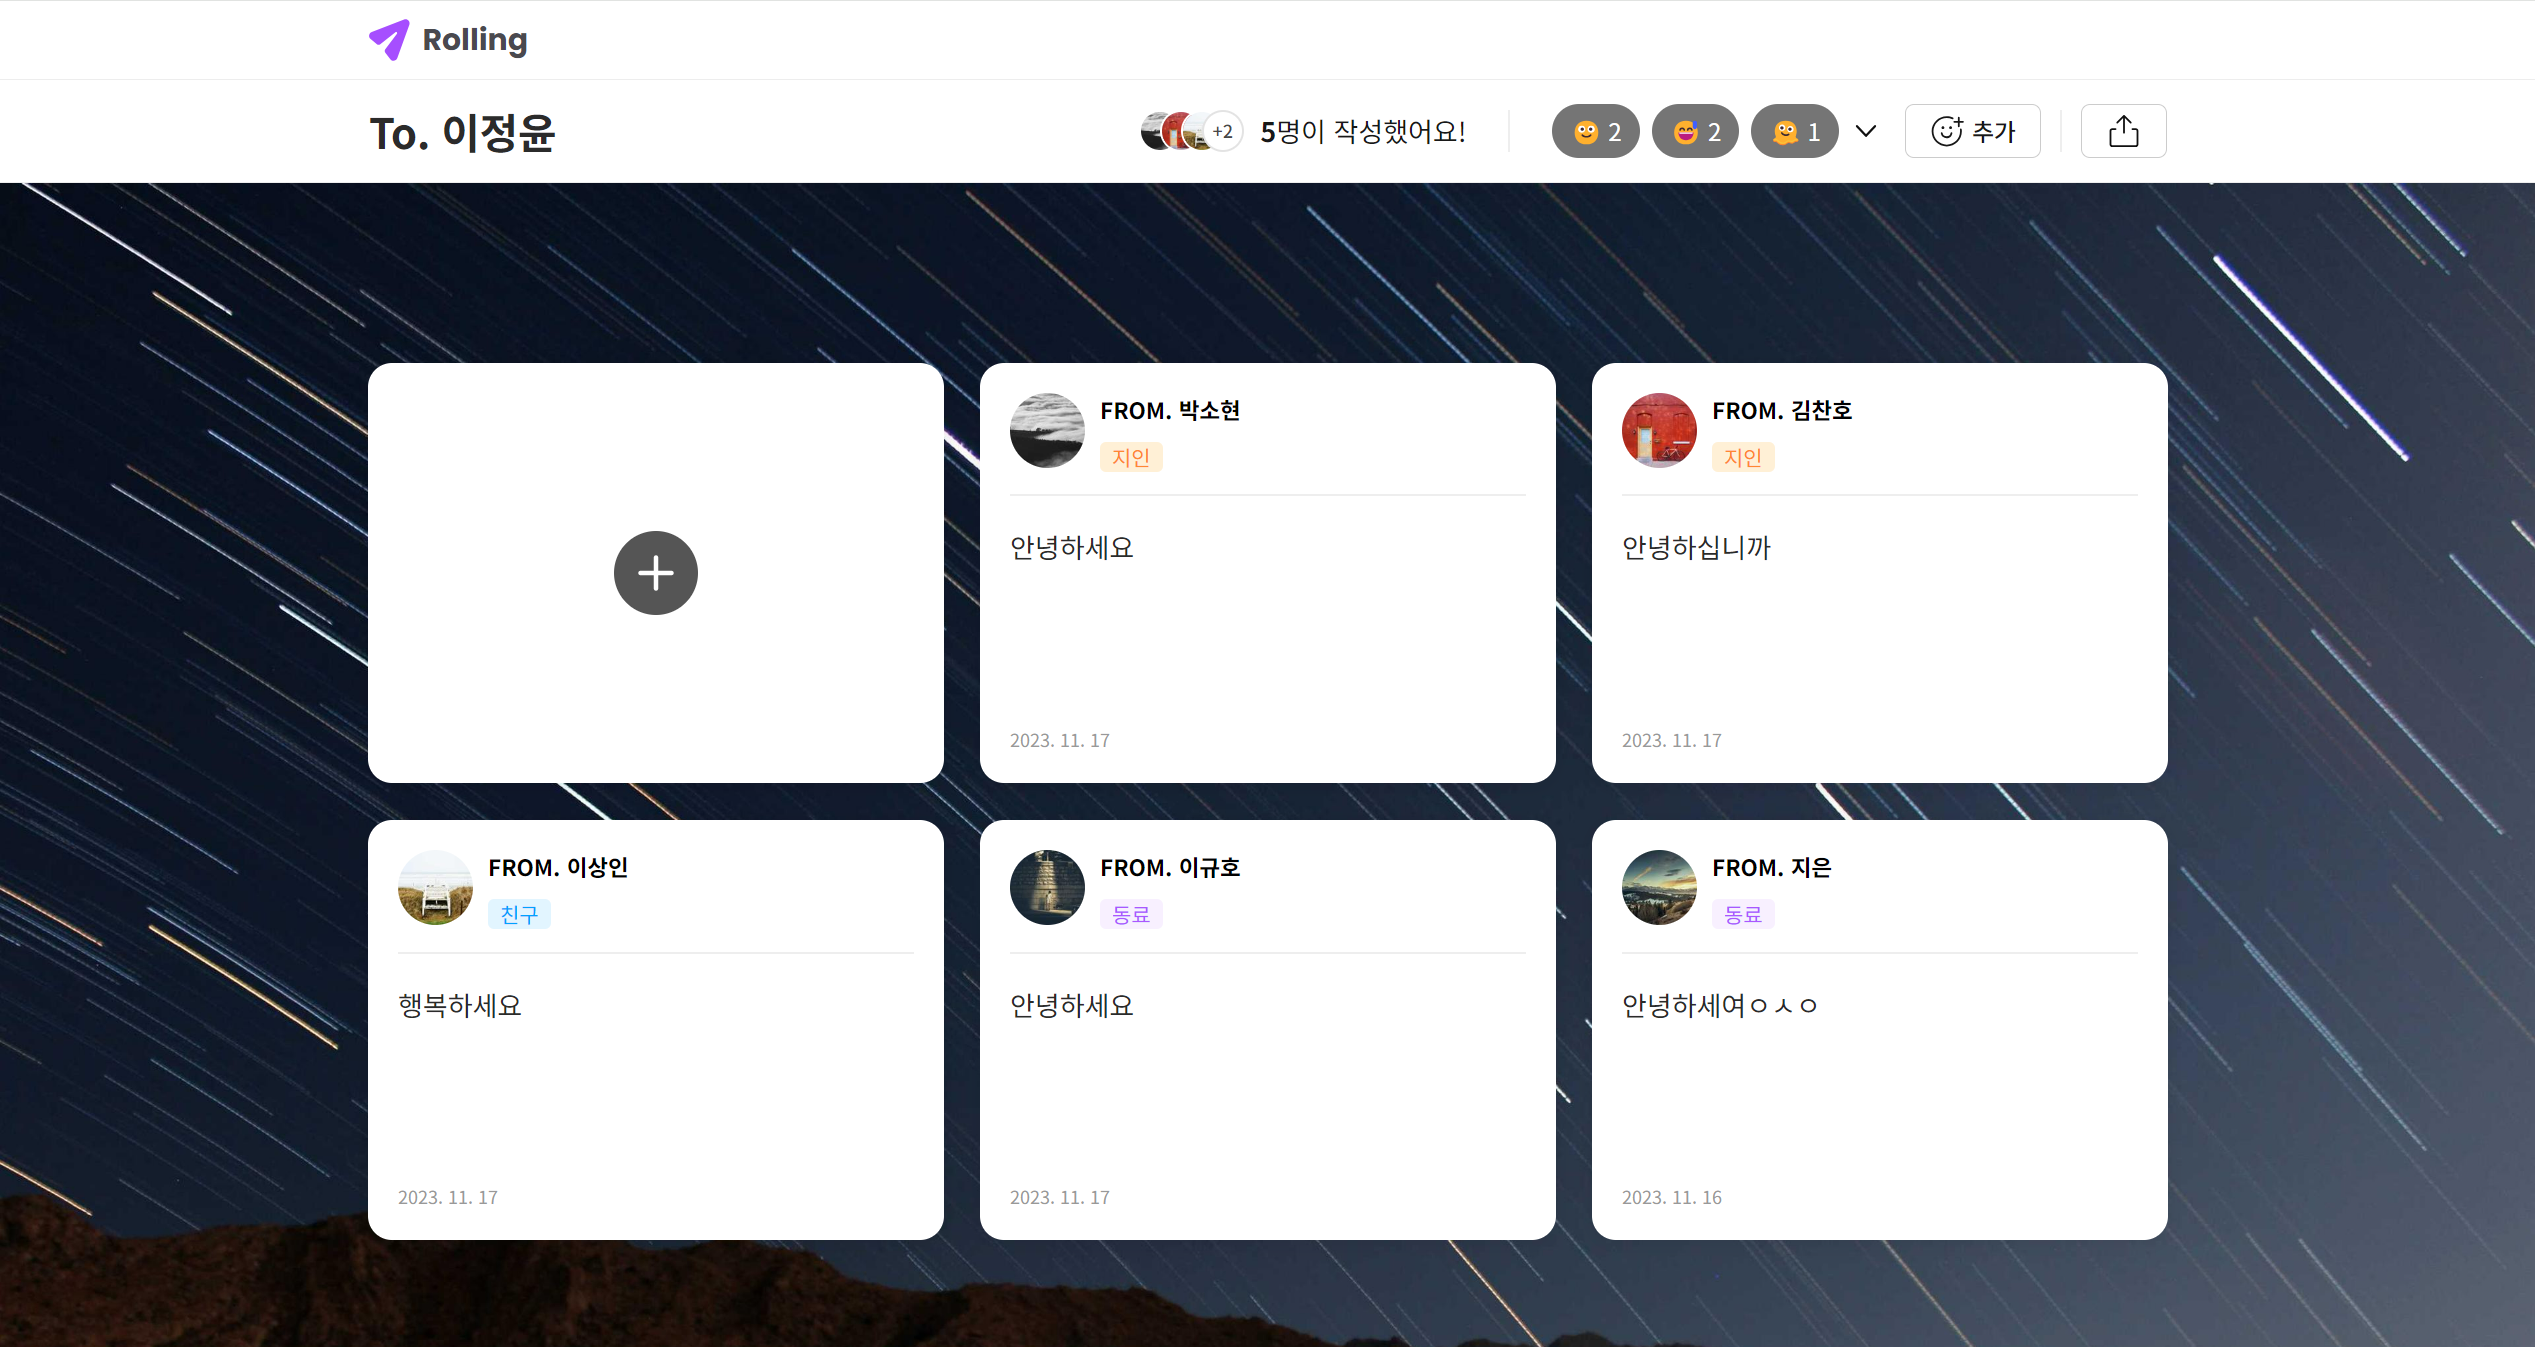 Rolling
To. 이정윤
+2 5명이 작성했어요! 2 2 1 추가
FROM. 박소현
지인
안녕하세요
2023. 11. 17
FROM. 김찬호
지인
안녕하십니까
2023. 11. 17
FROM. 이상인
친구
행복하세요
2023. 11. 17
FROM. 이규호
동료
안녕하세요
2023. 11. 17
FROM. 지은
동료
안녕하세여ㅇㅅㅇ
2023. 11. 16